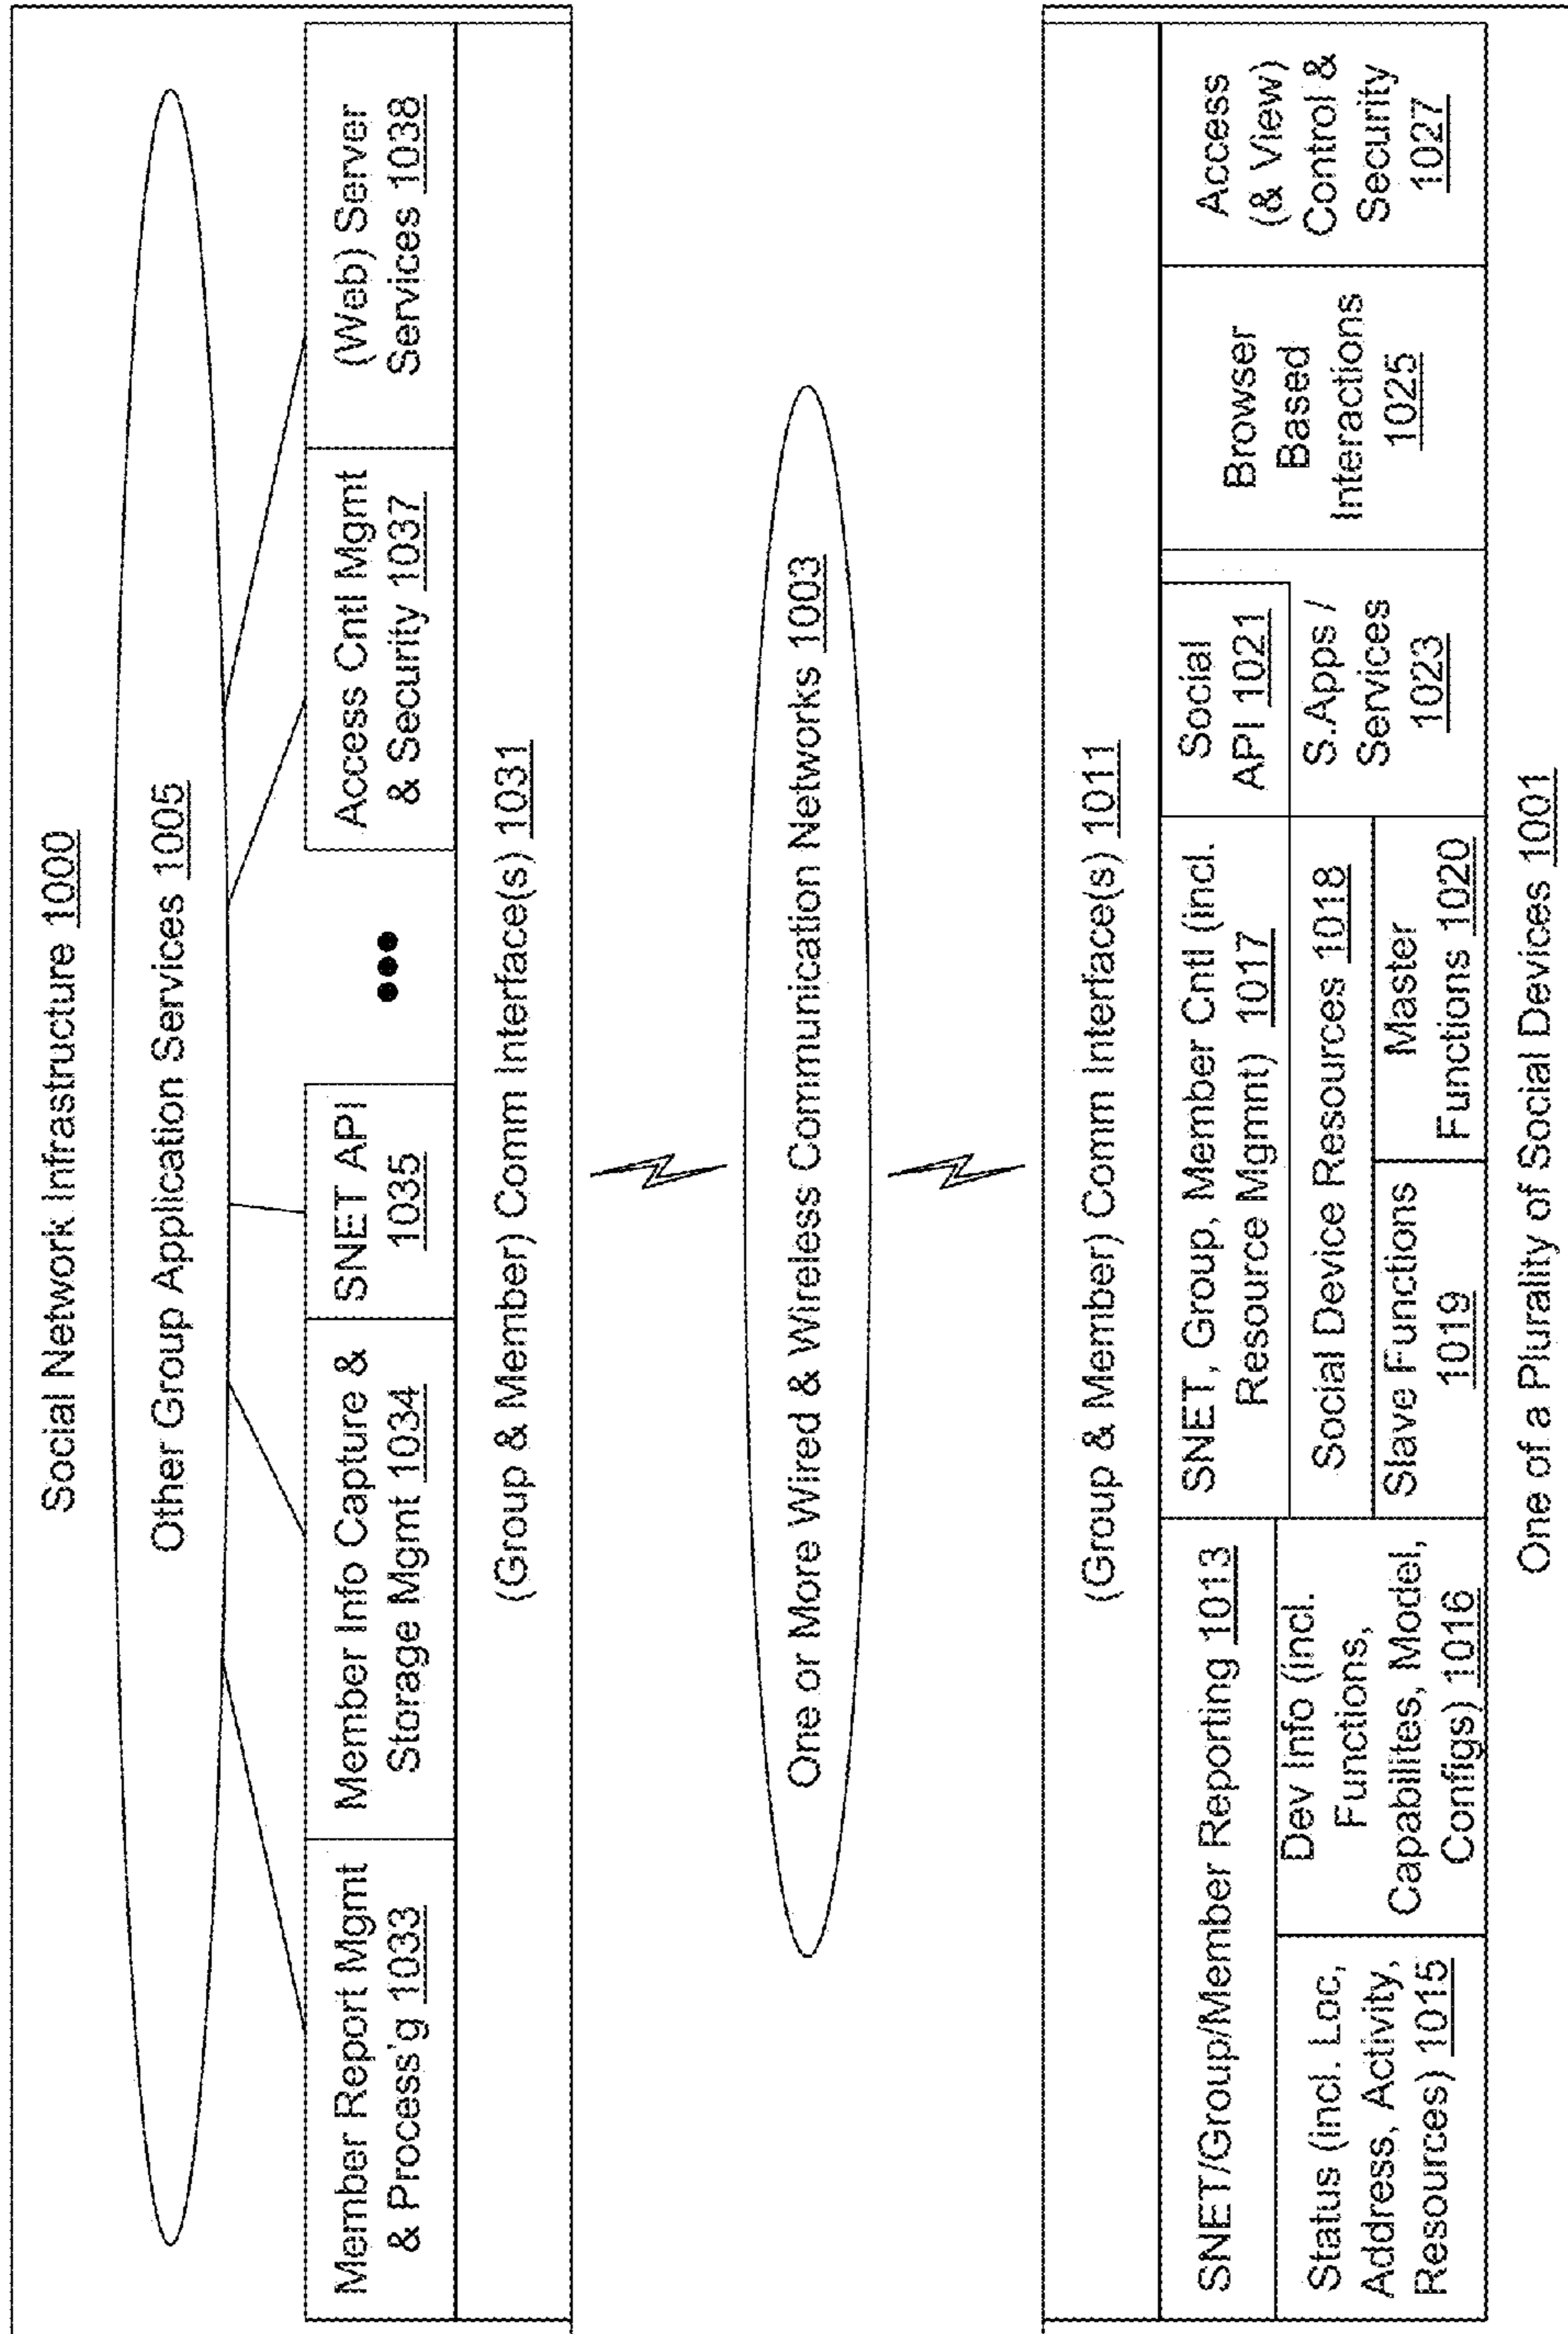 Social Network Infrastructure 1000
Other Group Application Services 1005
Member Report Mgmt
& Process'g 1033
Member Info Capture &
Storage Mgmt 1034
SNET API
1035
Access Cntl Mgmt
& Security 1037
(Web) Server
Services 1038
(Group & Member) Comm Interface(s) 1031
One or More Wired & Wireless Communication Networks 1003
(Group & Member) Comm Interface(s) 1011
SNET/Group/Member Reporting 1013
Status (incl. Loc,
Address, Activity,
Resources) 1015
Dev Info (incl.
Functions,
Capabilites, Model,
Configs) 1016
SNET, Group, Member Cntl (incl.
Resource Mgmnt) 1017
Social Device Resources 1018
Slave Functions
1019
Master
Functions 1020
Social
API 1021
S.Apps /
Services
1023
Browser
Based
Interactions
1025
Access
(& View)
Control &
Security
1027
One of a Plurality of Social Devices 1001